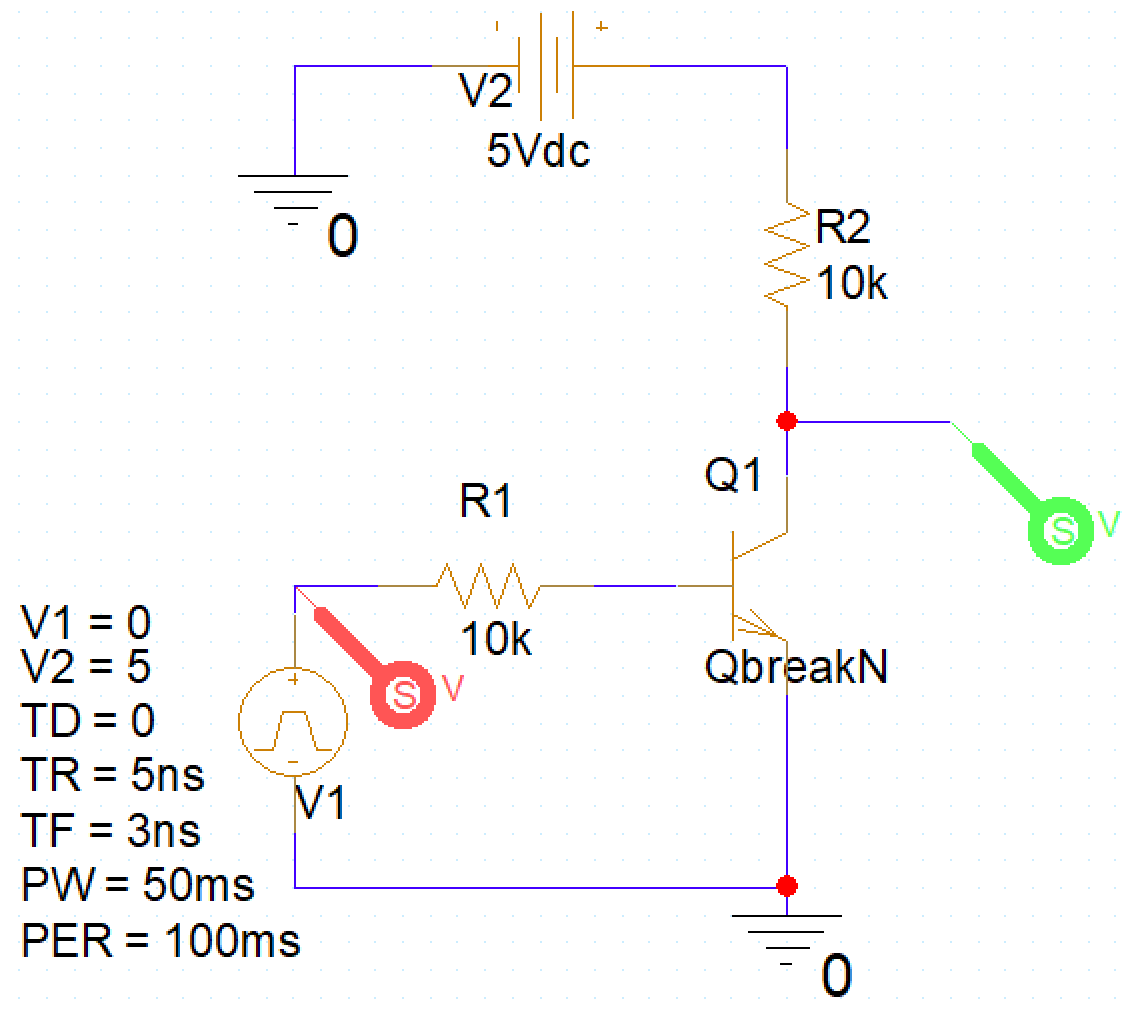 - +
V2
5Vdc
0
R2
10k
Q1
R1
10k
S V
QbreakN
V1 = 0
V2 = 5
TD = 0
TR = 5ns
TF = 3ns
PW = 50ms
PER = 100ms
S V
+
-
V1
0